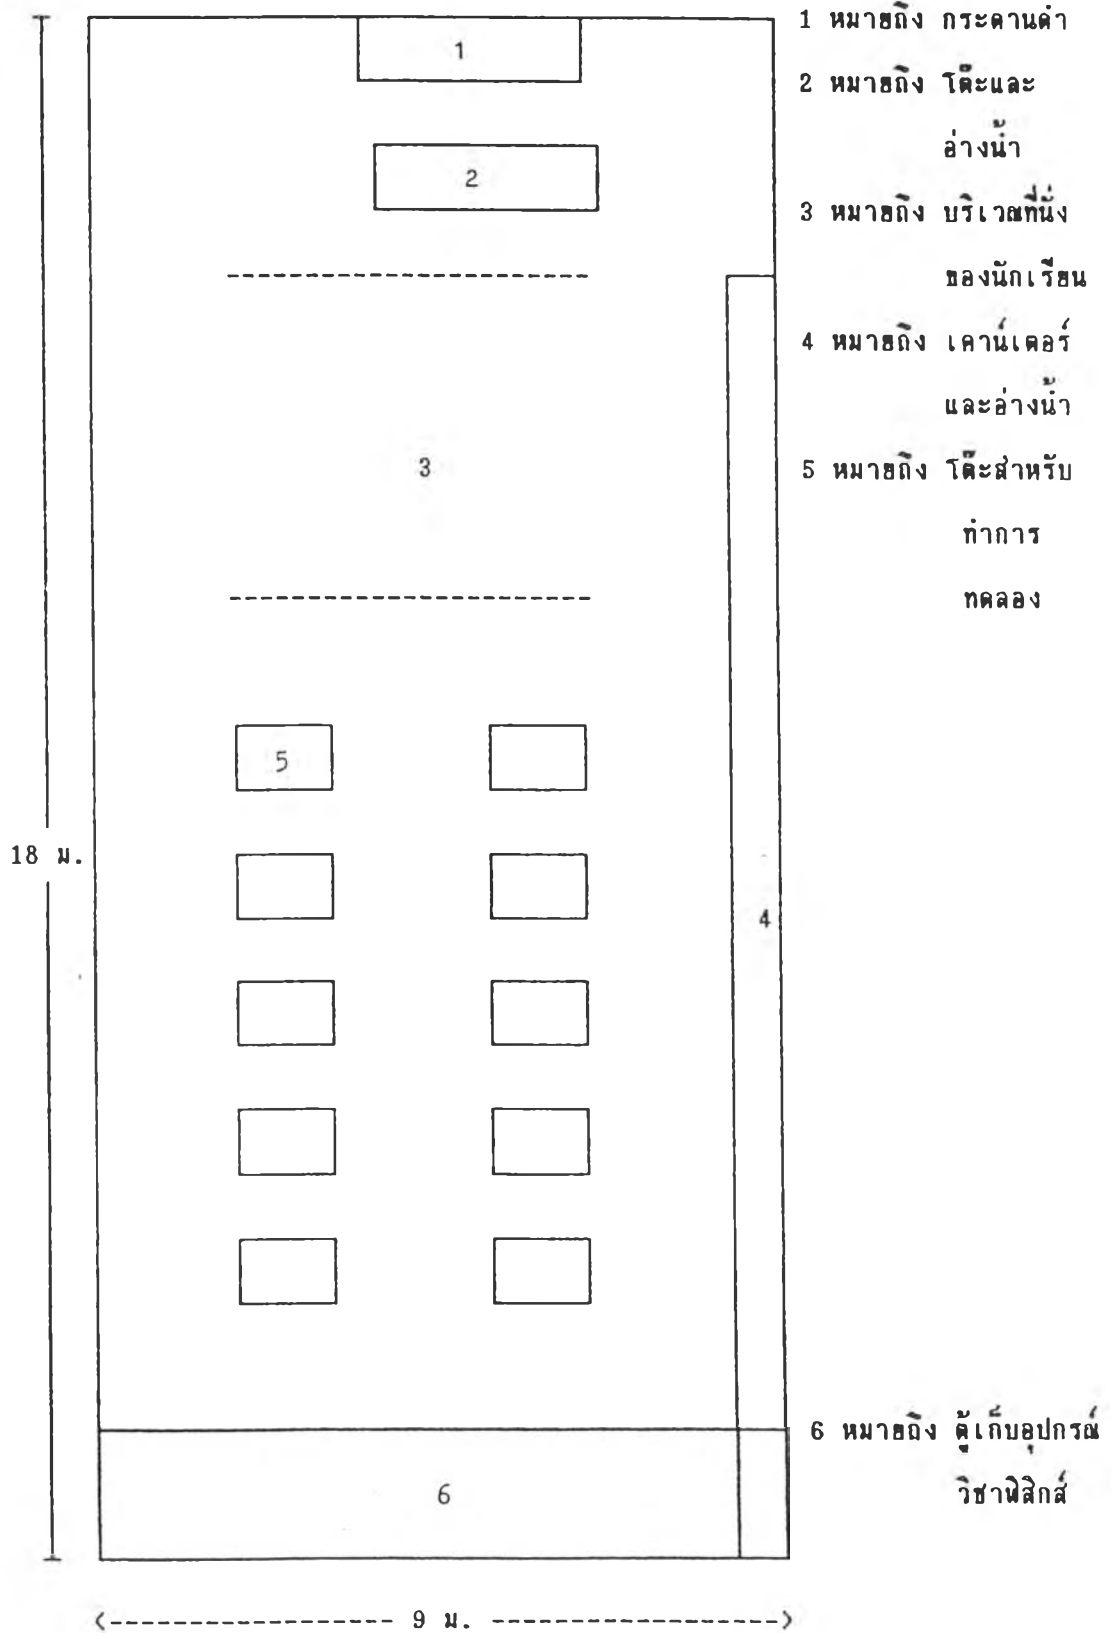 1 หมายถึง กระดานดำ
1
2 หมายถึง โต๊ะและ
อ่างน้ำ
2
3 หมายถึง บริเวณที่นั่ง
ของนักเรียน
4 หมายถึง เคาน์เตอร์
และอ่างน้ำ
3
5 หมายถึง โต๊ะสำหรับ
ทำการ
ทดลอง
5
18 ม.
4
6 หมายถึง ตู้เก็บอุปกรณ์
วิชาฟิสิกส์
6
9 ม.